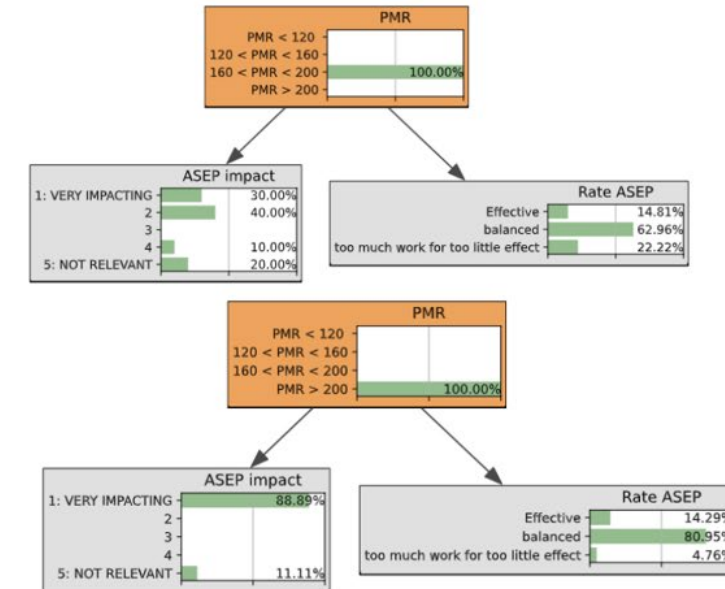 PMR
PMR < 120
120 < PMR < 160
160 < PMR < 200 100.00%
PMR > 200
ASEP impact
1: VERY IMPACTING 30.00%
2 40.00%
3
4 10.00%
5: NOT RELEVANT 20.00%
Rate ASEP
Effective 14.81%
balanced 62.96%
too much work for too little effect 22.22%
PMR
PMR < 120
120 < PMR < 160
160 < PMR < 200
PMR > 200 100.00%
ASEP impact
1: VERY IMPACTING 88.89%
2
3
4
5: NOT RELEVANT 11.11%
Rate ASEP
Effective 14.29%
balanced 80.95%
too much work for too little effect 4.76%